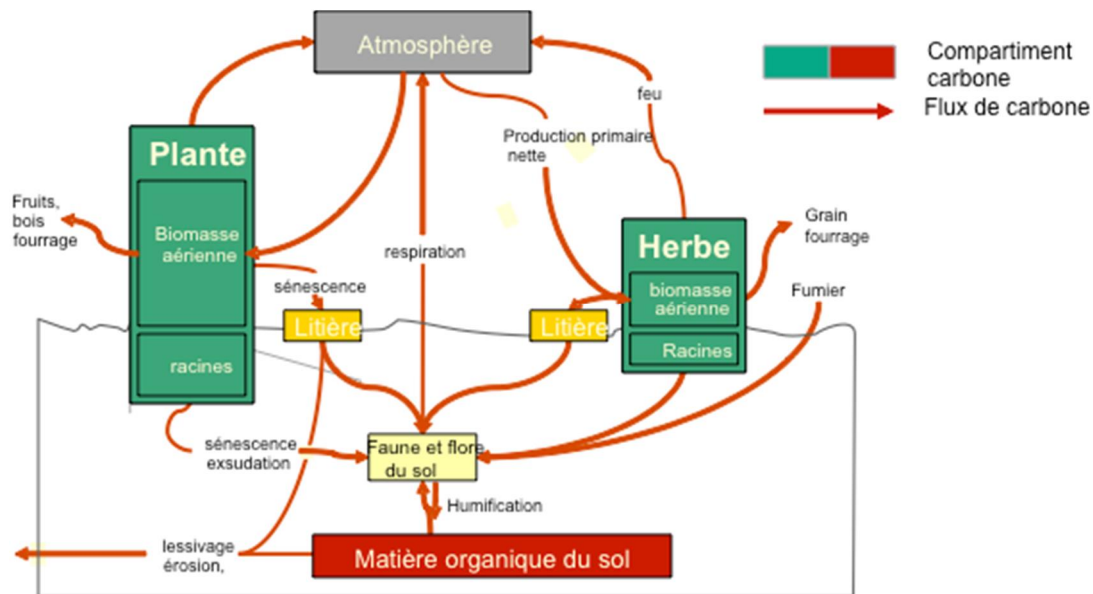 Atmosphère
Compartiment
carbone
Flux de carbone
feu
Production primaire
nette
Plante
Fruits,
bois
fourrage
Biomasse
aérienne
respiration
Herbe
Grain
fourrage
sénescence
biomasse
aérienne
Fumier
Litière
Litière
racines
Racines
sénescence
exsudation
Faune et flore
du sol
Humification
lessivage
érosion,
Matière organique du sol